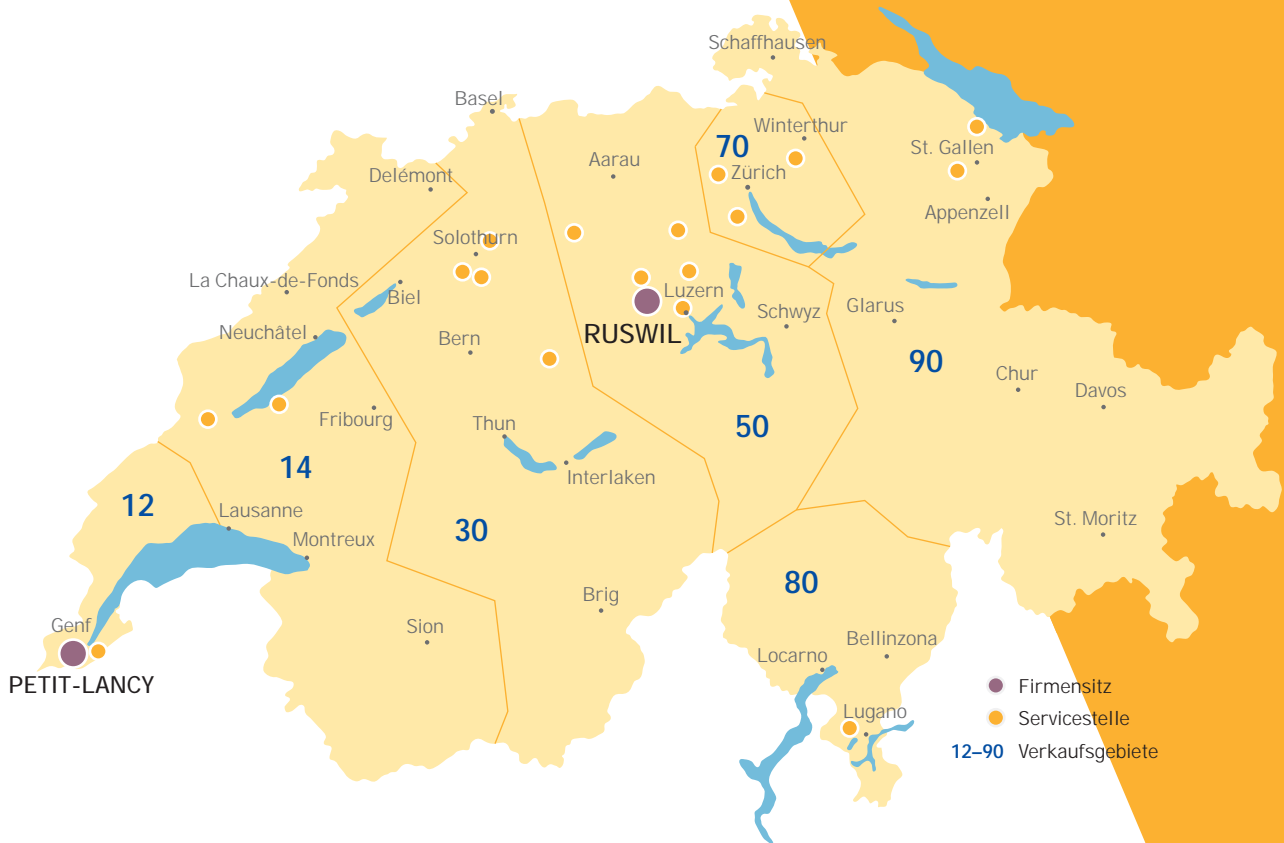 Schaffhausen
Basel
Winterthur
70
St. Gallen
Aarau
Zürich
Delémont
Appenzell
Solothurn
La Chaux-de-Fonds
Biel
Luzern
Glarus
Schwyz
Neuchâtel
RUSWIL
Bern
90
Chur
Davos
Fribourg
Thun
50
14
Interlaken
12
Lausanne
30
St. Moritz
Montreux
80
Brig
Genf
Sion
Bellinzona
Locarno
PETIT-LANCY
Lugano
Firmensitz
Servicestelle
12–90 Verkaufsgebiete